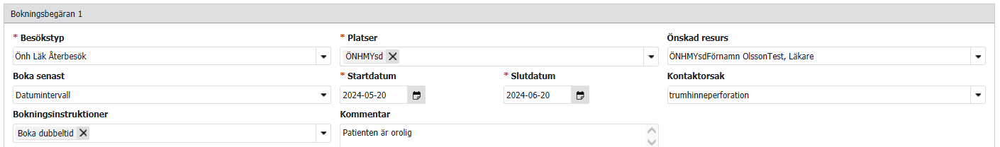 Bokningsbegäran 1
* Besökstyp * Platser Önskad resurs
Önh Läk Återbesök ÖNHMYsd ÖNHMYsdFörnamn OlssonTest, Läkare
Boka senast * Startdatum * Slutdatum Kontaktorsak
Datumintervall 2024-05-20 2024-06-20 trumhinneperforation
Bokningsinstruktioner Kommentar
Boka dubbeltid Patienten är orolig